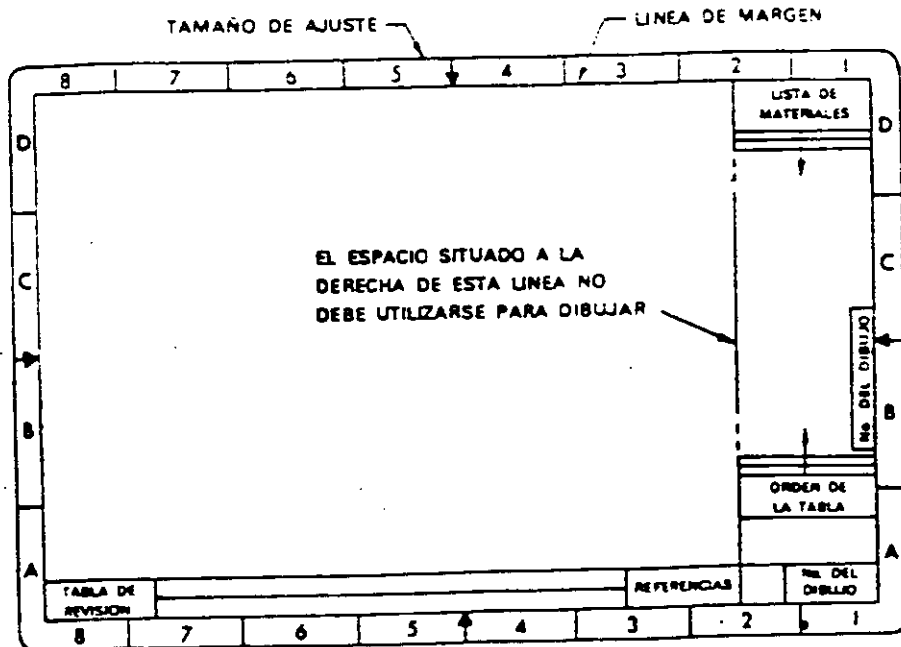 TAMAÑO DE AJUSTE
LINEA DE MARGEN
8 7 6 5 4 3 2 1
LISTA DE
MATERIALES
D
D
EL ESPACIO SITUADO A LA
DERECHA DE ESTA LINEA NO
DEBE UTILIZARSE PARA DIBUJAR
C
C
No DEL DIBUJO
B
B
ORDEN DE
LA TABLA
A
A
TABLA DE
REVISION
REFERENCIAS
No. DEL
DIBUJO
8 7 6 5 4 3 2 1